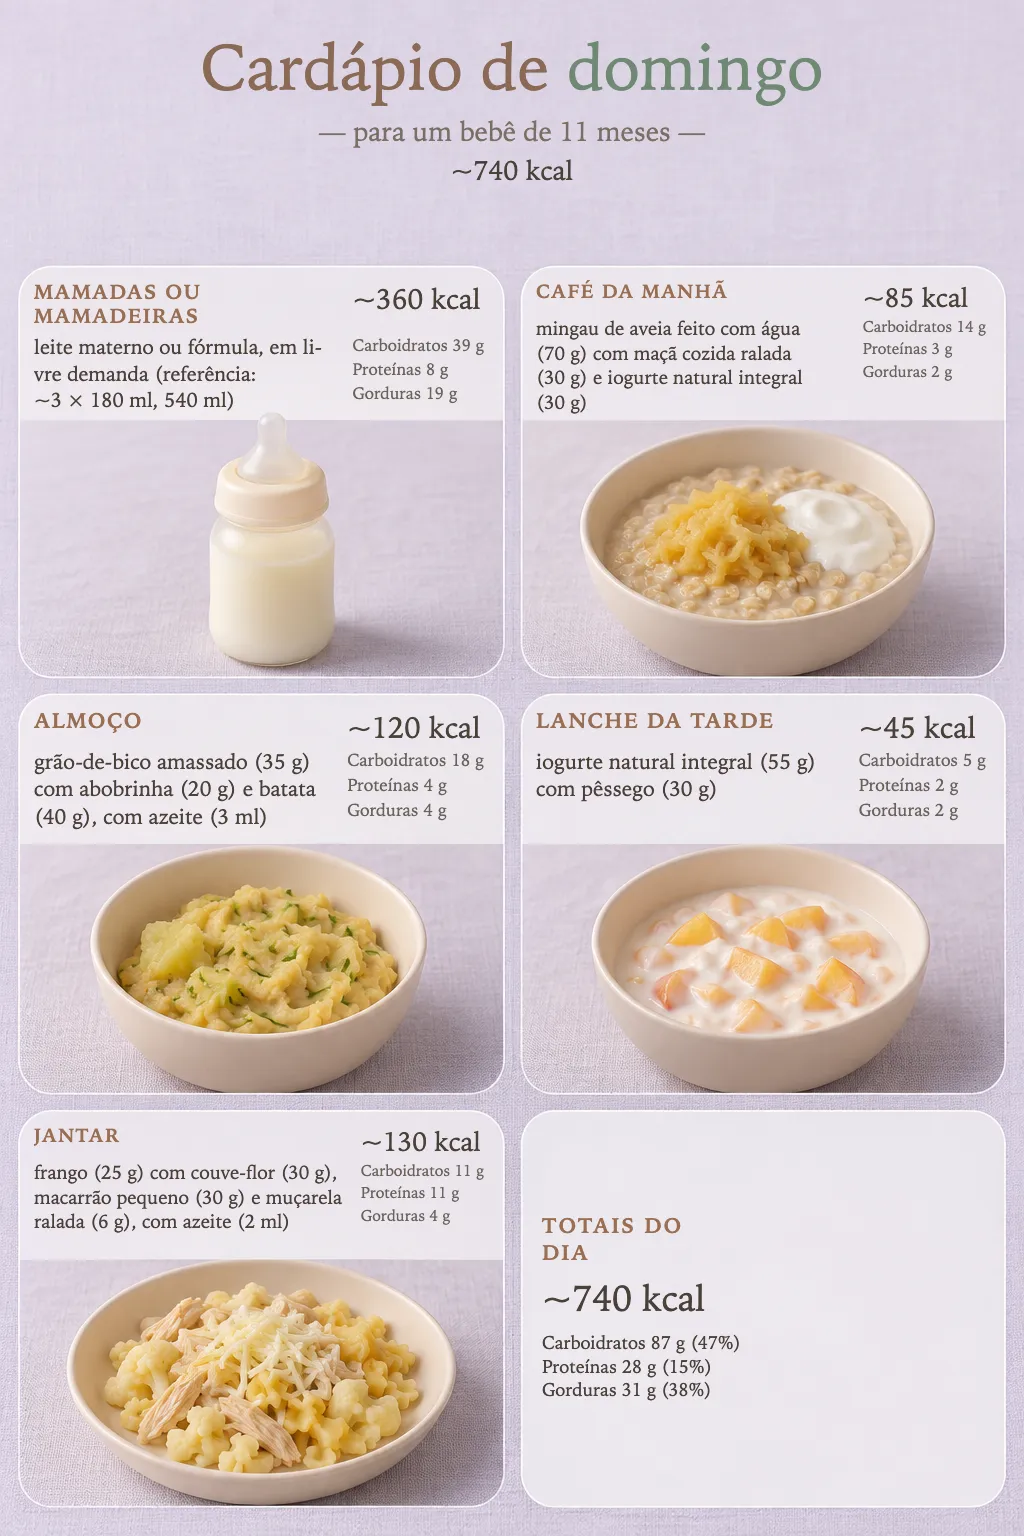 Cardápio de domingo
— para um bebê de 11 meses —
~740 kcal
MAMADAS OU
MAMADEIRAS
leite materno ou fórmula, em li-
vre demanda (referência:
~3 × 180 ml, 540 ml)
~360 kcal
Carboidratos 39 g
Proteínas 8 g
Gorduras 19 g
CAFÉ DA MANHÃ
mingau de aveia feito com água
(70 g) com maçã cozida ralada
(30 g) e iogurte natural integral
(30 g)
~85 kcal
Carboidratos 14 g
Proteínas 3 g
Gorduras 2 g
ALMOÇO
grão-de-bico amassado (35 g)
com abobrinha (20 g) e batata
(40 g), com azeite (3 ml)
~120 kcal
Carboidratos 18 g
Proteínas 4 g
Gorduras 4 g
LANCHE DA TARDE
iogurte natural integral (55 g)
com pêssego (30 g)
~45 kcal
Carboidratos 5 g
Proteínas 2 g
Gorduras 2 g
JANTAR
frango (25 g) com couve-flor (30 g),
macarrão pequeno (30 g) e muçarela
ralada (6 g), com azeite (2 ml)
~130 kcal
Carboidratos 11 g
Proteínas 11 g
Gorduras 4 g
TOTAIS DO
DIA
~740 kcal
Carboidratos 87 g (47%)
Proteínas 28 g (15%)
Gorduras 31 g (38%)